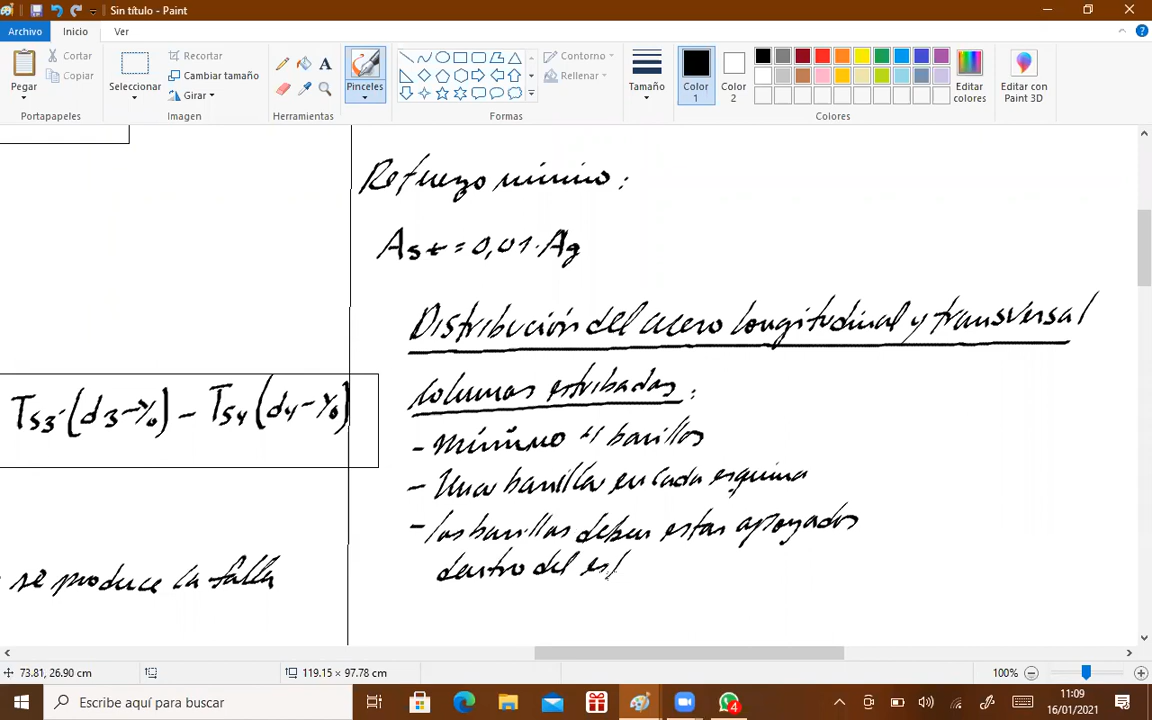 Sin título - Paint
Archivo Inicio Ver
Pegar
Cortar
Copiar
Portapapeles
Seleccionar
Recortar
Cambiar tamaño
Girar
Imagen
A
Herramientas
Pinceles
Contorno
Rellenar
Formas
Tamaño
Color 1
Color 2
Editar colores
Colores
Editar con Paint 3D
Refuerzo mínimo:
Ast = 0,01·Ag
Distribución del acero longitudinal y transversal
Columnas estribadas:
- mínimo 4 barillas
- Una barilla en cada esquina
- las barillas deben estar apoyados
dentro del es
Ts3·(d3-Y0) - Ts4(d4-Y0)
se produce la falla
73.81, 26.90 cm
119.15 × 97.78 cm
100%
Escribe aquí para buscar
4
11:09
16/01/2021